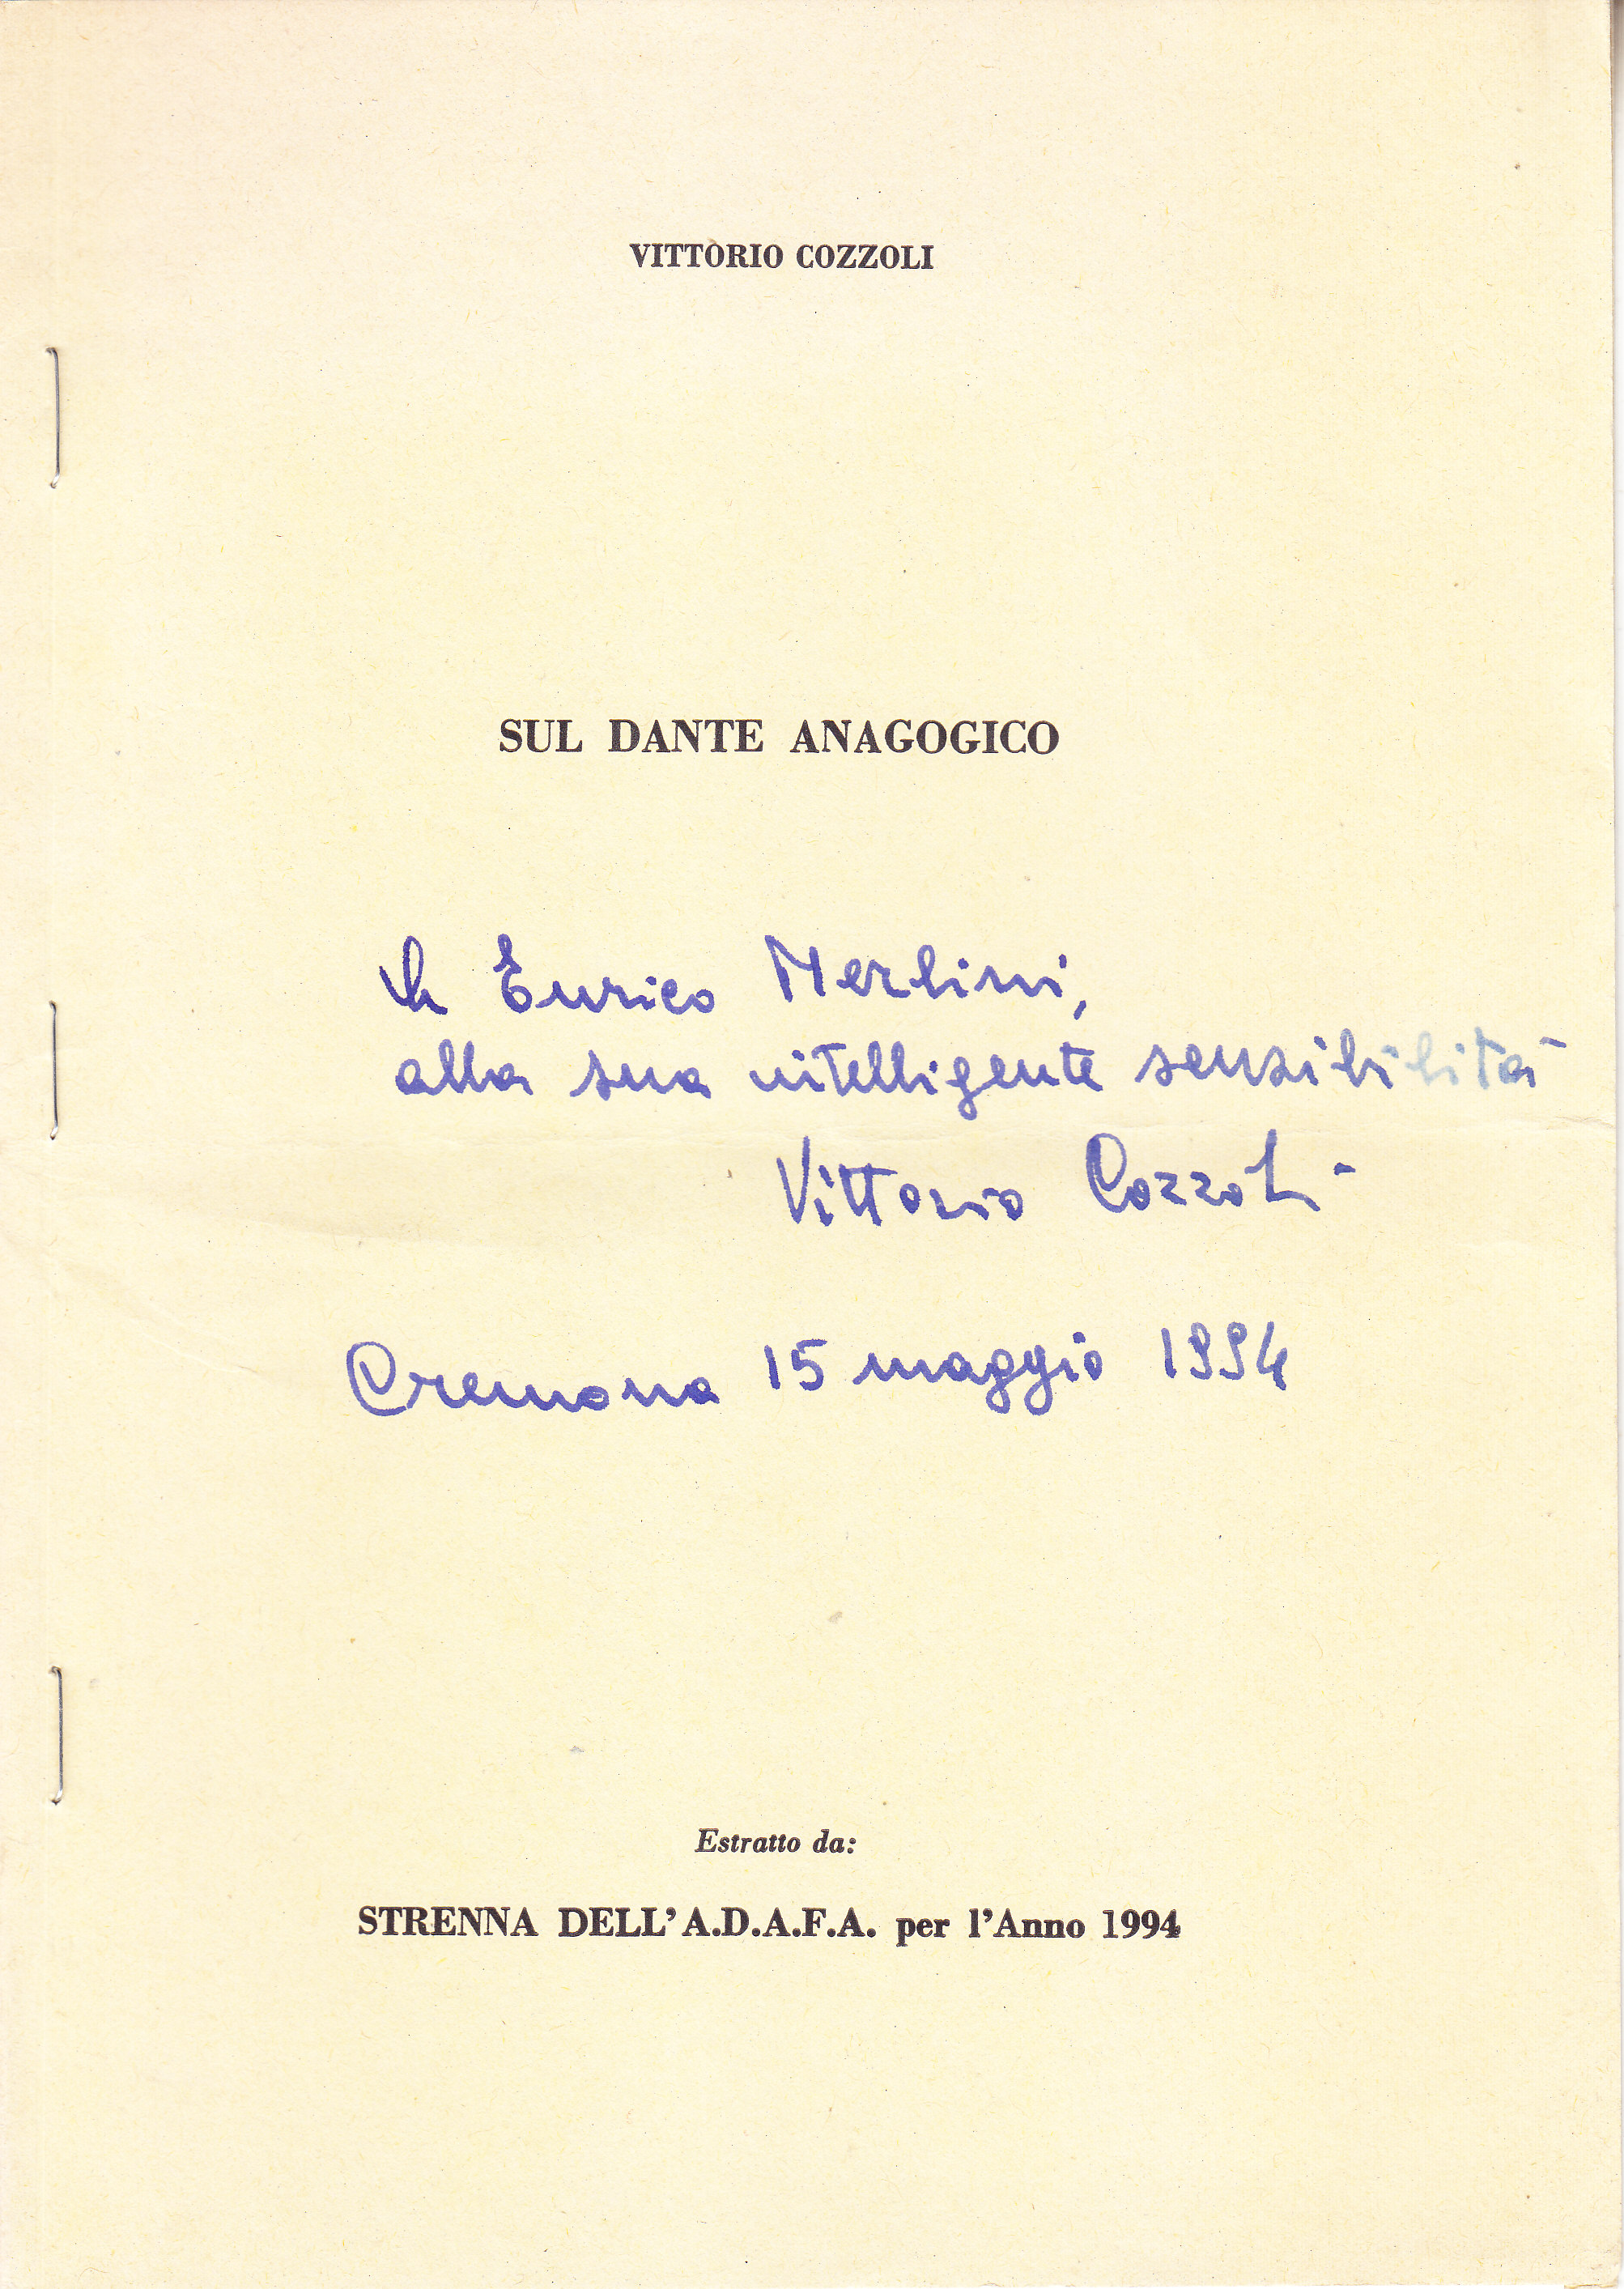 VITTORIO COZZOLI
SUL DANTE ANAGOGICO
A Enrico Merlini,
alla sua intelligente sensibilità
Vittorio Cozzoli
Cremona 15 maggio 1994
Estratto da:
STRENNA DELL'A.D.A.F.A. per l'Anno 1994